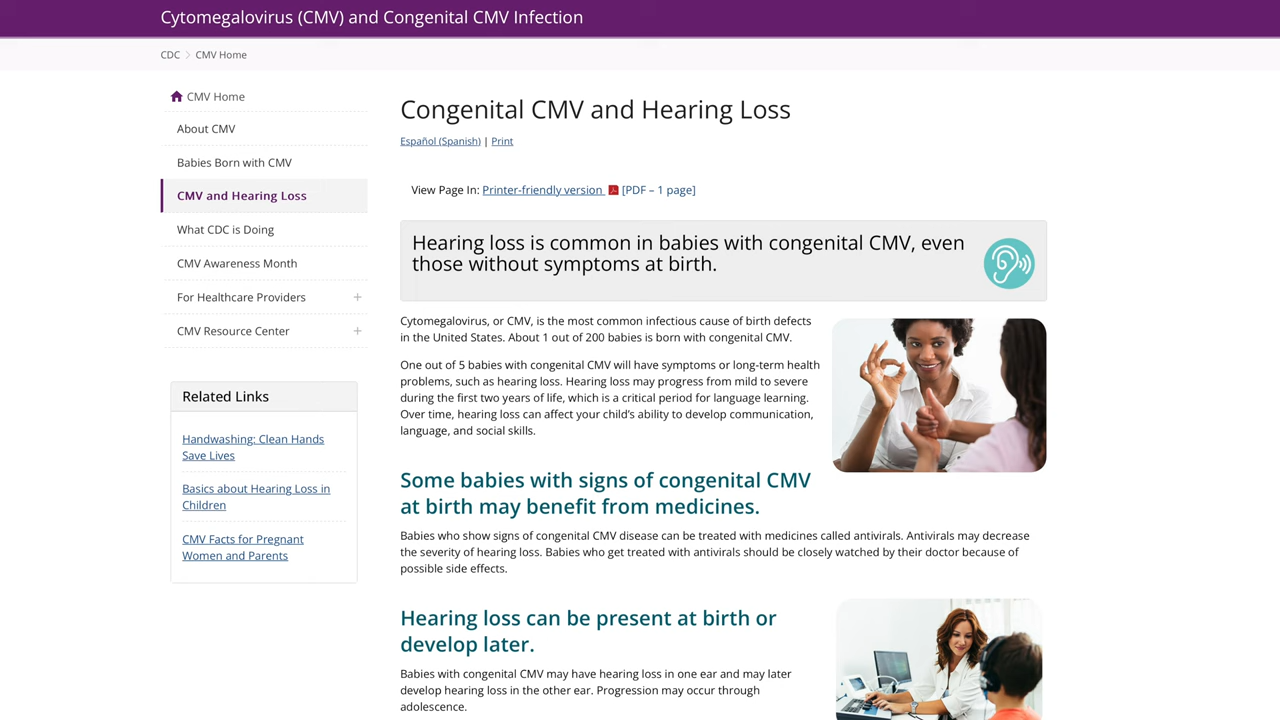 Cytomegalovirus (CMV) and Congenital CMV Infection
CDC
CMV Home
CMV Home
About CMV
Babies Born with CMV
CMV and Hearing Loss
What CDC is Doing
CMV Awareness Month
For Healthcare Providers
CMV Resource Center
Related Links
Handwashing: Clean Hands
Save Lives
Basics about Hearing Loss in
Children
CMV Facts for Pregnant
Women and Parents
Congenital CMV and Hearing Loss
Español (Spanish) | Print
View Page In: Printer-friendly version [PDF – 1 page]
Hearing loss is common in babies with congenital CMV, even
those without symptoms at birth.
Cytomegalovirus, or CMV, is the most common infectious cause of birth defects
in the United States. About 1 out of 200 babies is born with congenital CMV.
One out of 5 babies with congenital CMV will have symptoms or long-term health
problems, such as hearing loss. Hearing loss may progress from mild to severe
during the first two years of life, which is a critical period for language learning.
Over time, hearing loss can affect your child's ability to develop communication,
language, and social skills.
Some babies with signs of congenital CMV
at birth may benefit from medicines.
Babies who show signs of congenital CMV disease can be treated with medicines called antivirals. Antivirals may decrease
the severity of hearing loss. Babies who get treated with antivirals should be closely watched by their doctor because of
possible side effects.
Hearing loss can be present at birth or
develop later.
Babies with congenital CMV may have hearing loss in one ear and may later
develop hearing loss in the other ear. Progression may occur through
adolescence.